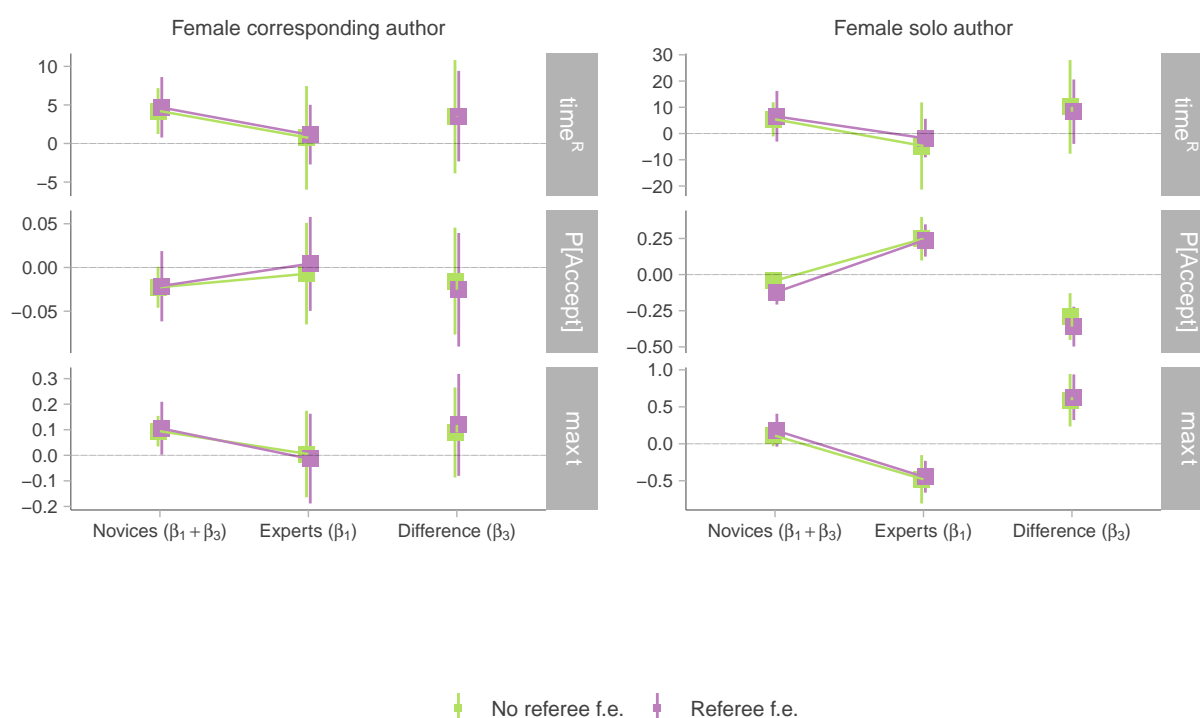 Female corresponding author
10
5
0
−5
time^R
0.05
0.00
−0.05
P[Accept]
0.3
0.2
0.1
0.0
−0.1
−0.2
max t
Novices (β₁ + β₃) Experts (β₁) Difference (β₃)
Female solo author
30
20
10
0
−10
−20
time^R
0.25
0.00
−0.25
−0.50
P[Accept]
1.0
0.5
0.0
−0.5
max t
Novices (β₁ + β₃) Experts (β₁) Difference (β₃)
No referee f.e. Referee f.e.